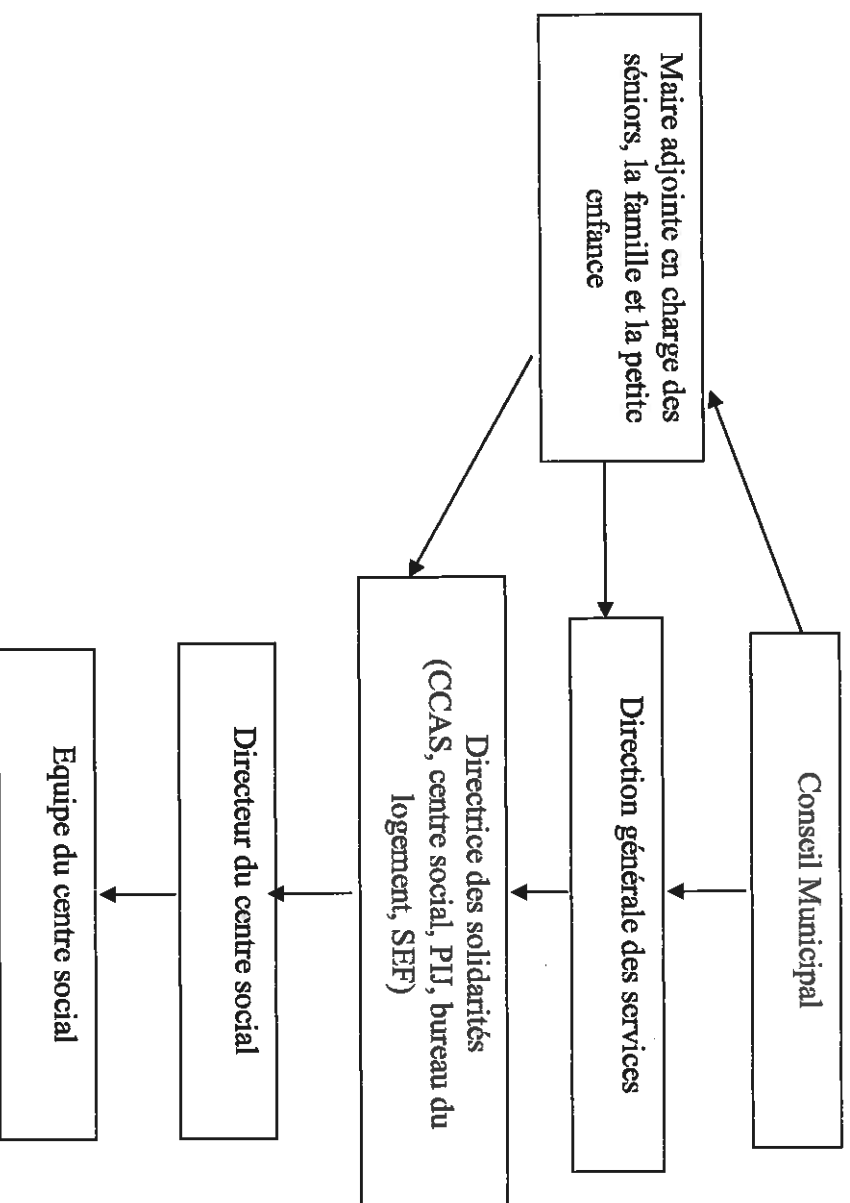 Conseil Municipal
Maire adjointe en charge des
séniors, la famille et la petite
enfance
Direction générale des services
Directrice des solidarités
(CCAS, centre social, PIJ, bureau du
logement, SEF)
Directeur du centre social
Equipe du centre social